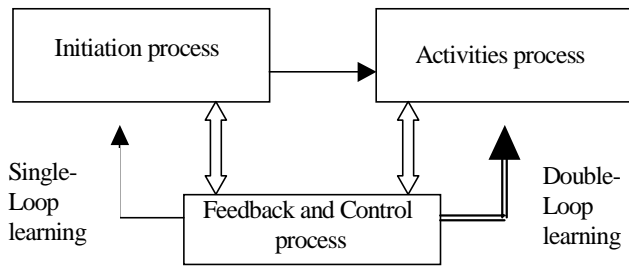 Initiation process
Activities process
Single-
Loop
learning
Feedback and Control
process
Double-
Loop
learning